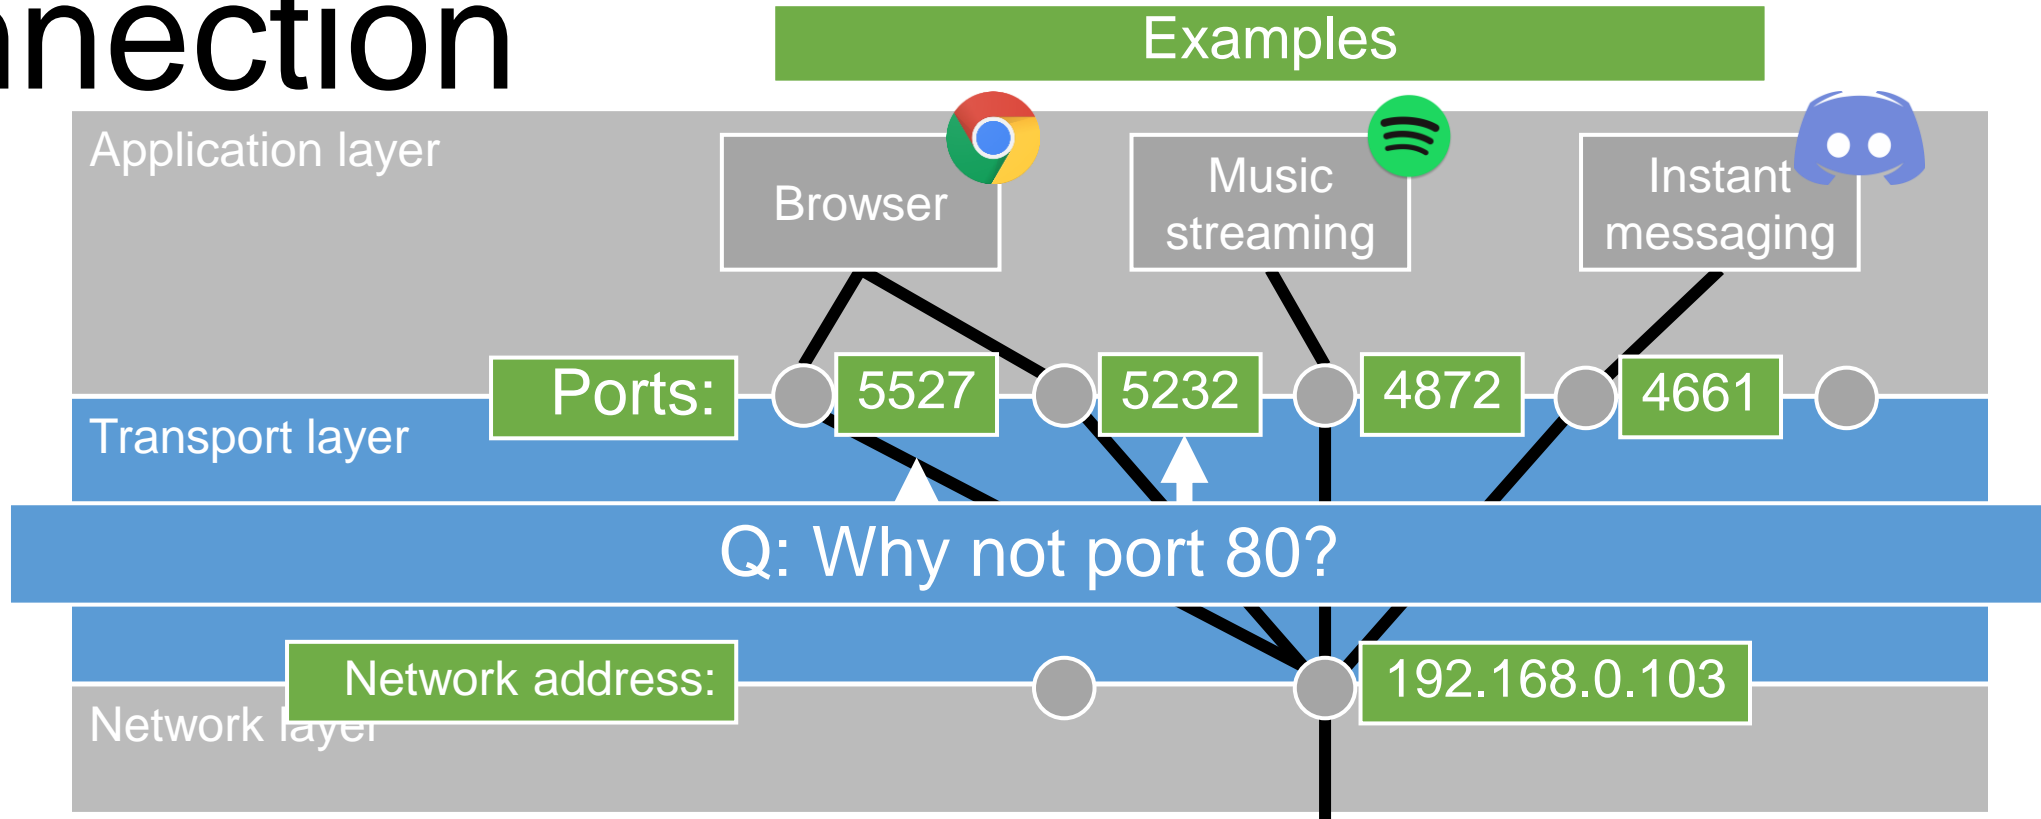 nnection
Examples
Application layer
Browser
Music
streaming
Instant
messaging
Ports:
5527
5232
4872
4661
Transport layer
Q: Why not port 80?
Network address:
192.168.0.103
Network layer